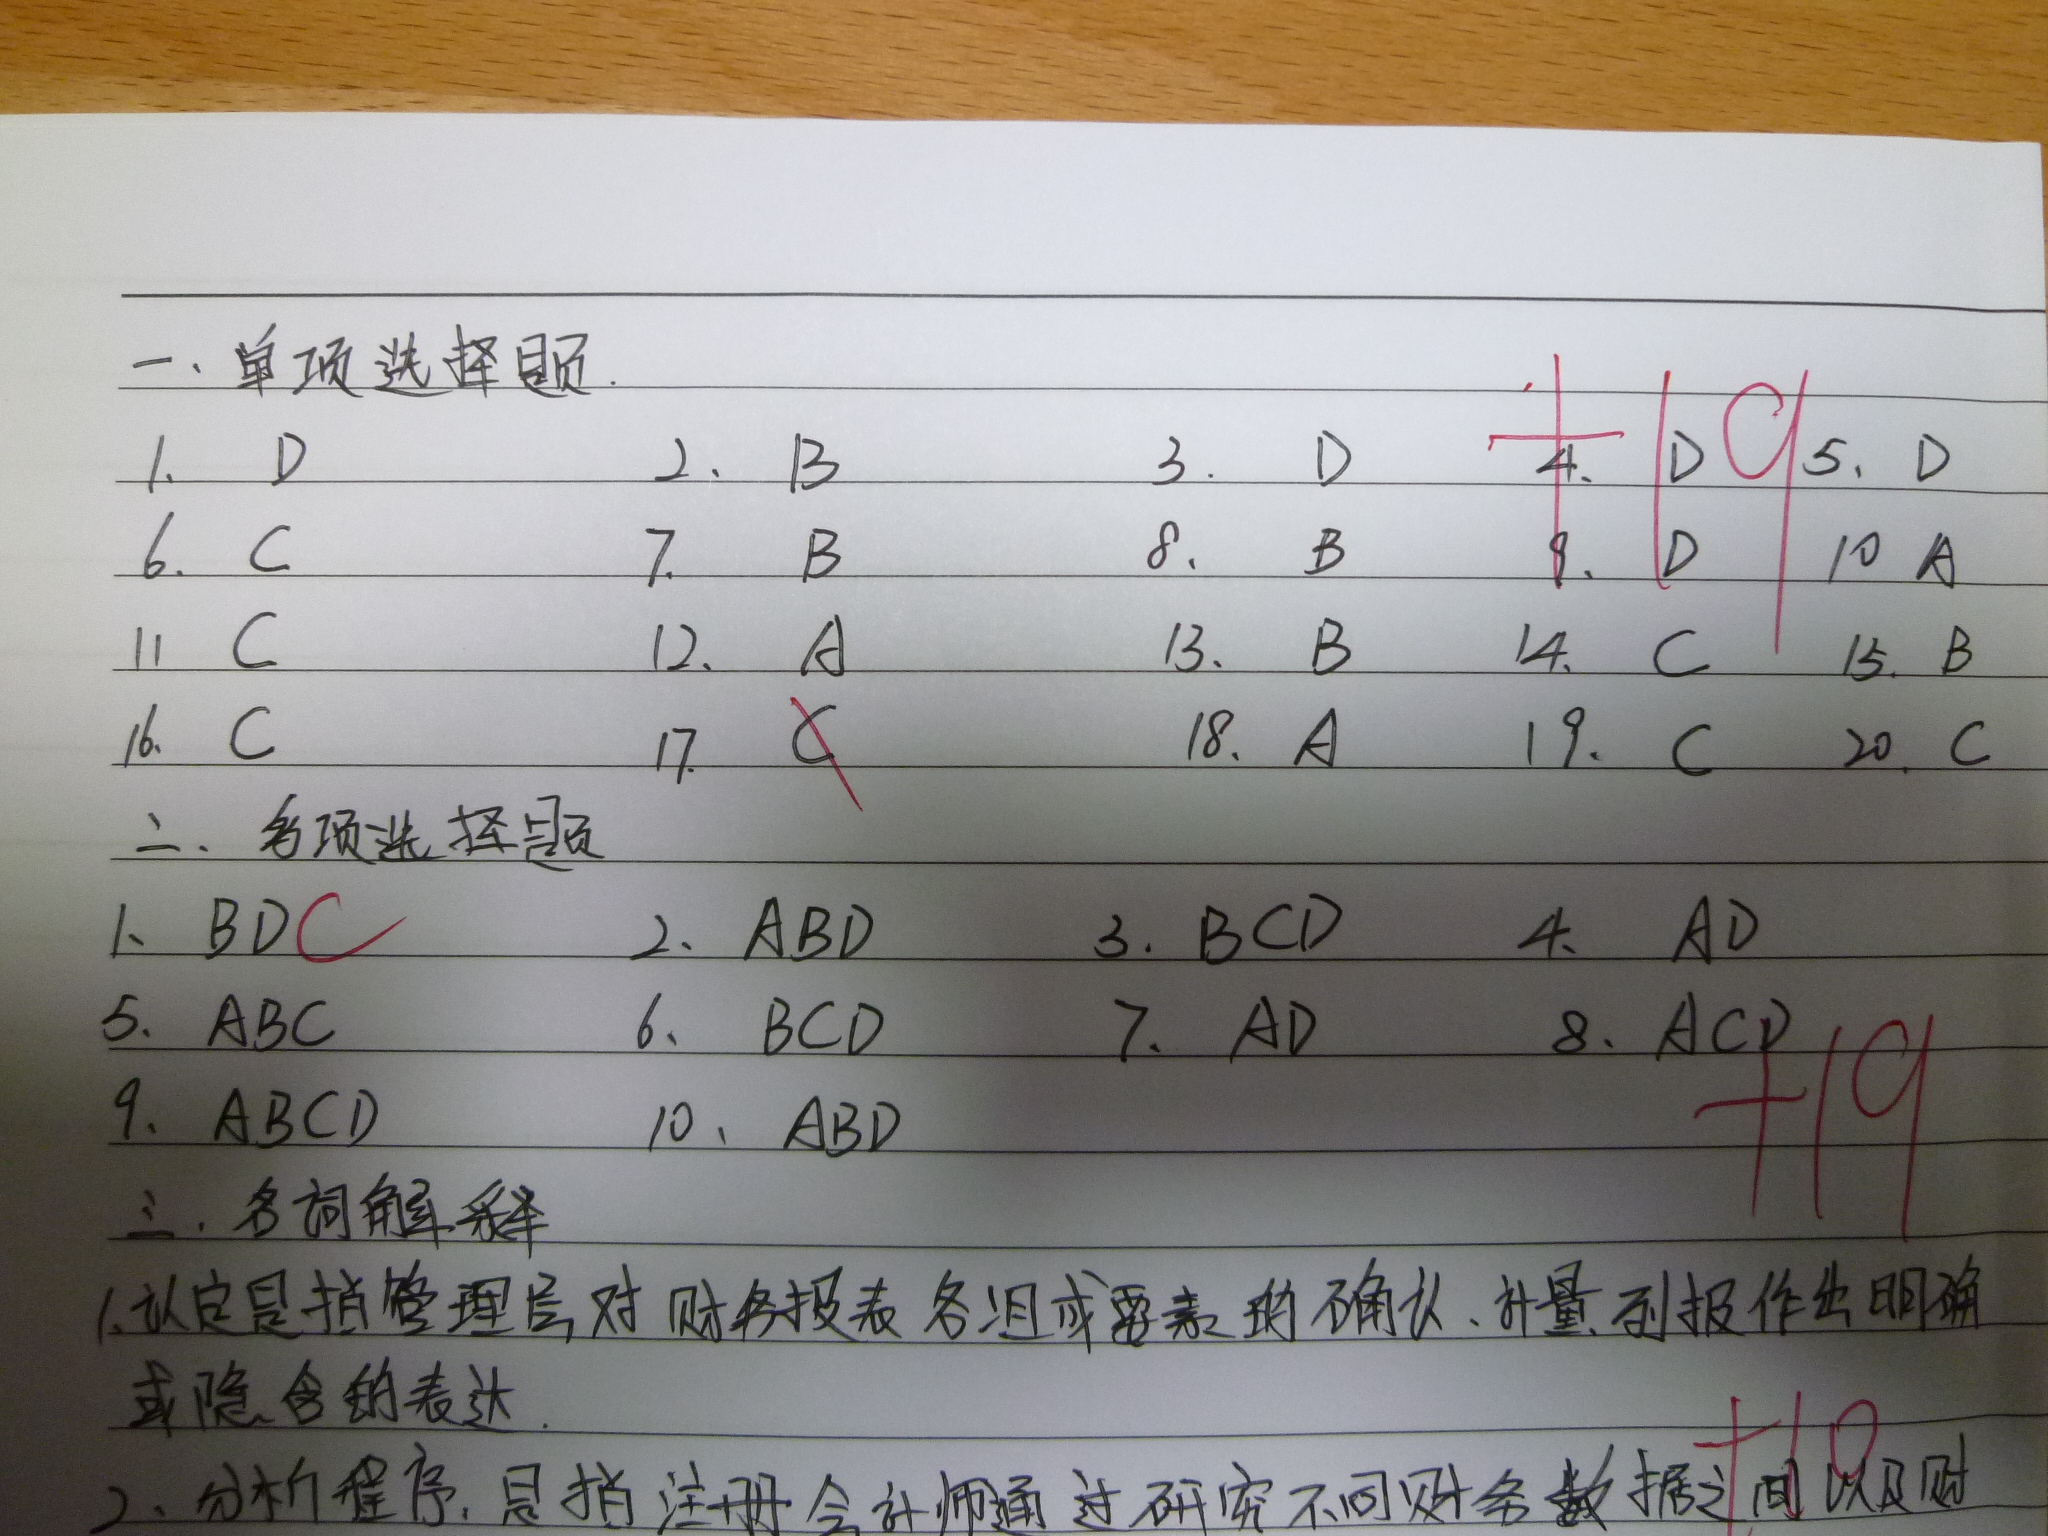 一、单项选择题.
+19
1. D 2. B 3. D 4. D 5. D
6. C 7. B 8. B 9. D 10 A
11 C 12. A 13. B 14. C 15. B
16. C 17. C 18. A 19. C 20. C
二、多项选择题
1、BDC 2、ABD 3. BCD 4、AD
5、ABC 6、BCD 7、AD 8. ACD
+19
9. ABCD 10、ABD
三、名词解释
1.认定是指管理层对财务报表各组成要素的确认、计量、列报作出明确
或隐含的表达.
+10
2、分析程序,是指注册会计师通过研究不同财务数据之间以及财